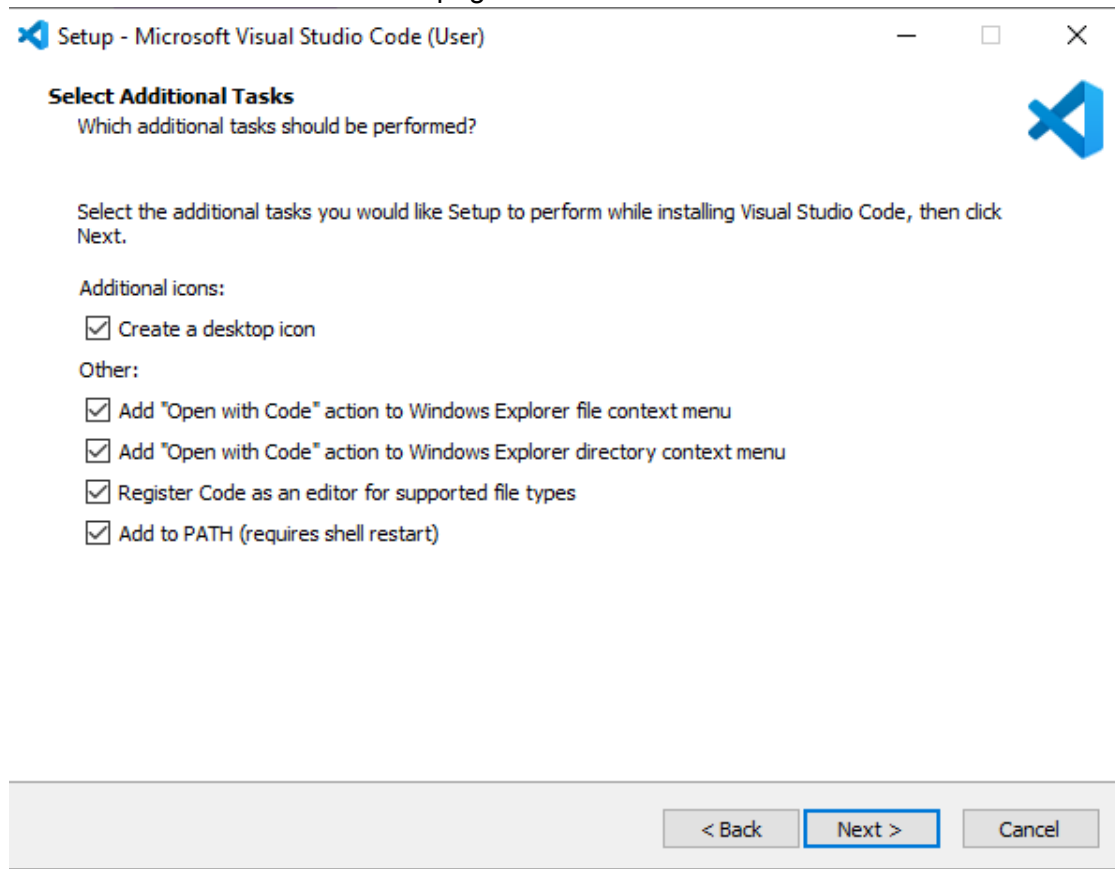 Setup - Microsoft Visual Studio Code (User)
Select Additional Tasks
Which additional tasks should be performed?
Select the additional tasks you would like Setup to perform while installing Visual Studio Code, then click
Next.
Additional icons:
Create a desktop icon
Other:
Add "Open with Code" action to Windows Explorer file context menu
Add "Open with Code" action to Windows Explorer directory context menu
Register Code as an editor for supported file types
Add to PATH (requires shell restart)
< Back Next > Cancel